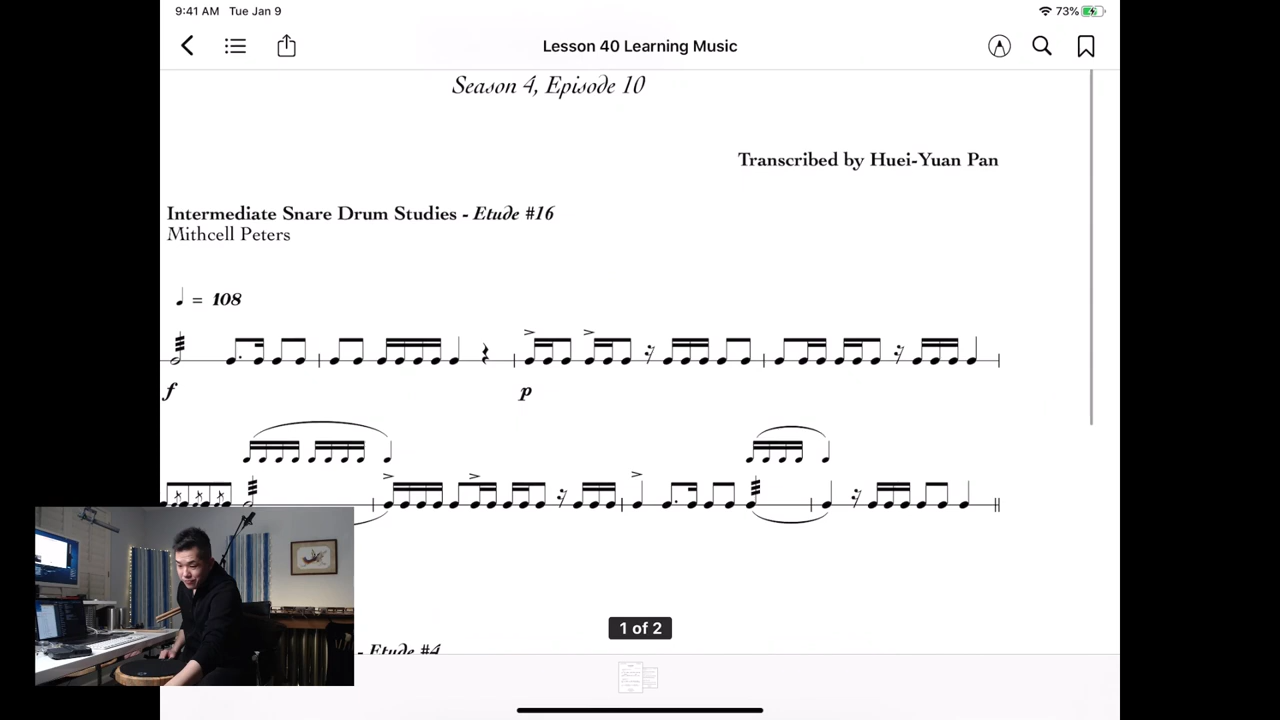 9:41 AM Tue Jan 9 73%
Lesson 40 Learning Music
Season 4, Episode 10
Transcribed by Huei-Yuan Pan
Intermediate Snare Drum Studies - Etude #16
Mithcell Peters
= 108
f p
1 of 2
- Etude #4